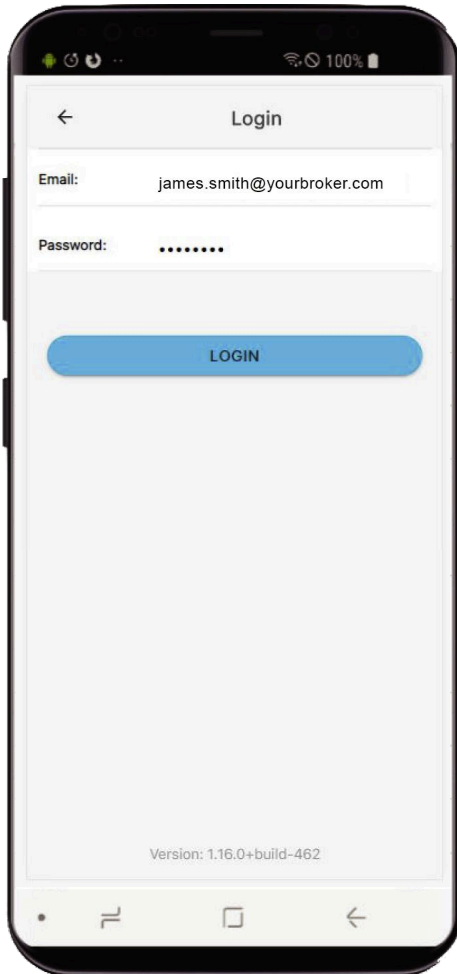 100%
Login
Email: james.smith@yourbroker.com
Password: ••••••••
LOGIN
Version: 1.16.0+build-462